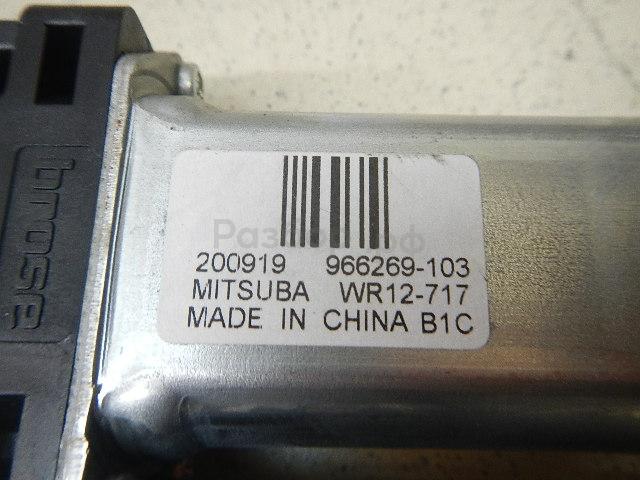 brose
200919 966269-103
MITSUBA WR12-717
MADE IN CHINA B1C